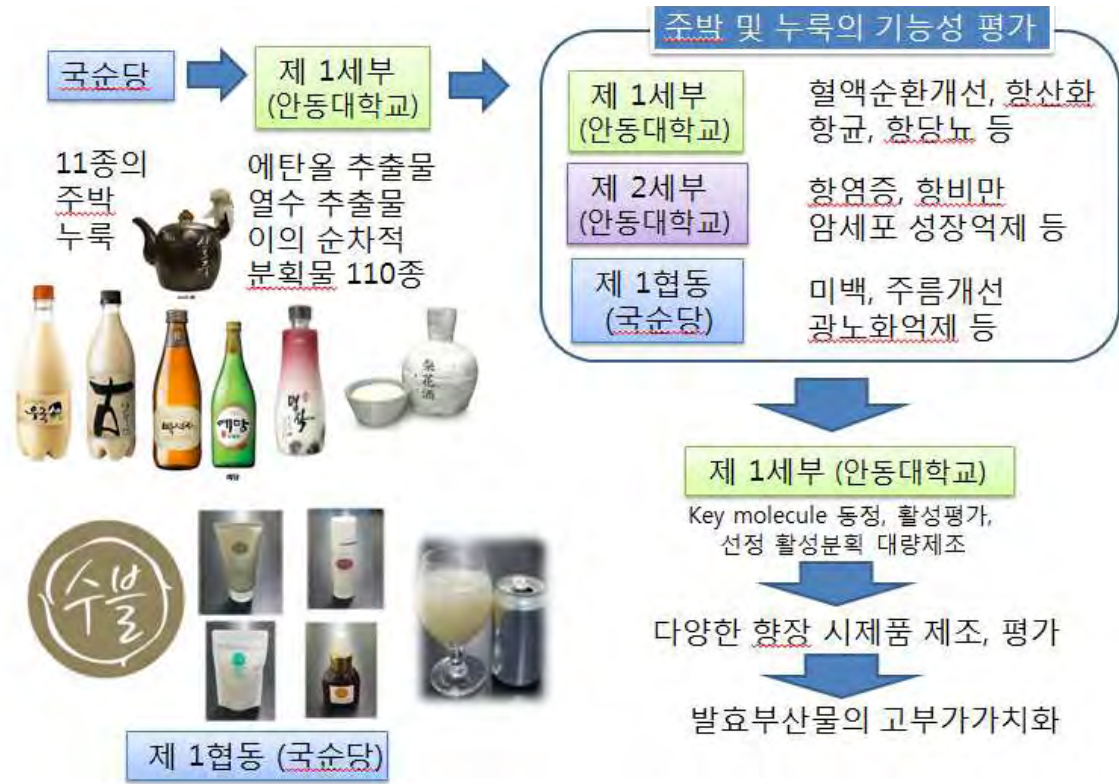 주박 및 누룩의 기능성 평가
국순당
제 1세부
(안동대학교)
11종의
주박
누룩
에탄올 추출물
열수 추출물
이의 순차적
분획물 110종
제 1세부
(안동대학교)
혈액순환개선, 항산화
항균, 항당뇨 등
제 2세부
(안동대학교)
항염증, 항비만
암세포 성장억제 등
제 1협동
(국순당)
미백, 주름개선
광노화억제 등
예담
梨花酒
수블
제 1협동 (국순당)
제 1세부 (안동대학교)
Key molecule 동정, 활성평가,
선정 활성분획 대량제조
다양한 향장 시제품 제조, 평가
발효부산물의 고부가가치화